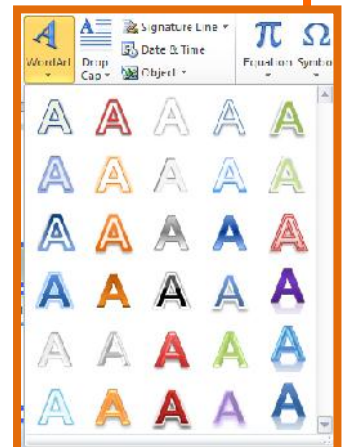 Signature Line
Date & Time
Object
WordArt
Drop
Cap
Equation
Symbo
π Ω
A A A A A
A A A A A
A A A A A
A A A A A
A A A A A
A A A A A